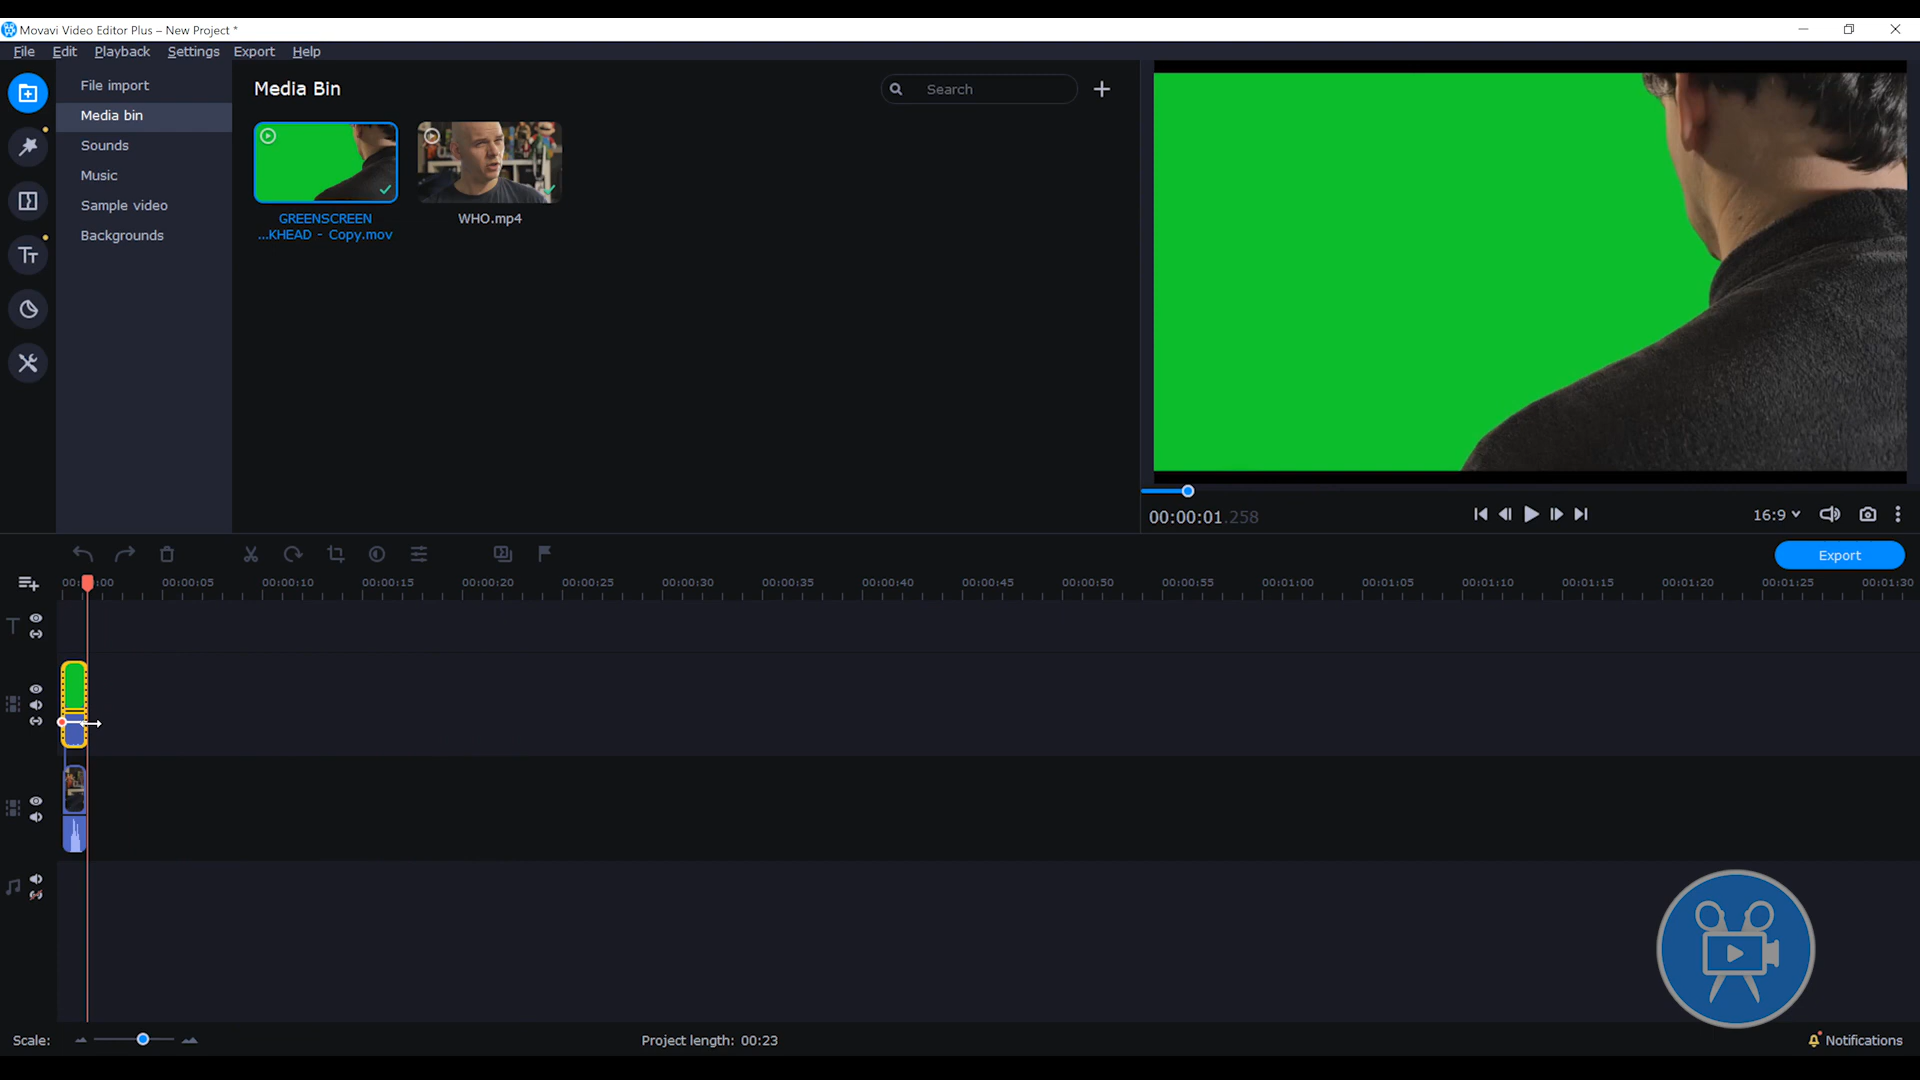 Movavi Video Editor Plus – New Project *
File Edit Playback Settings Export Help
File import
Media bin
Sounds
Music
Sample video
Backgrounds
Media Bin
Search
GREENSCREEN
...KHEAD - Copy.mov
WHO.mp4
00:00:01.258
16:9
Export
00:00:05 00:00:10 00:00:15 00:00:20 00:00:25 00:00:30 00:00:35 00:00:40 00:00:45 00:00:50 00:00:55 00:01:00 00:01:05 00:01:10 00:01:15 00:01:20 00:01:25 00:01:30
Scale:
Project length: 00:23
Notifications